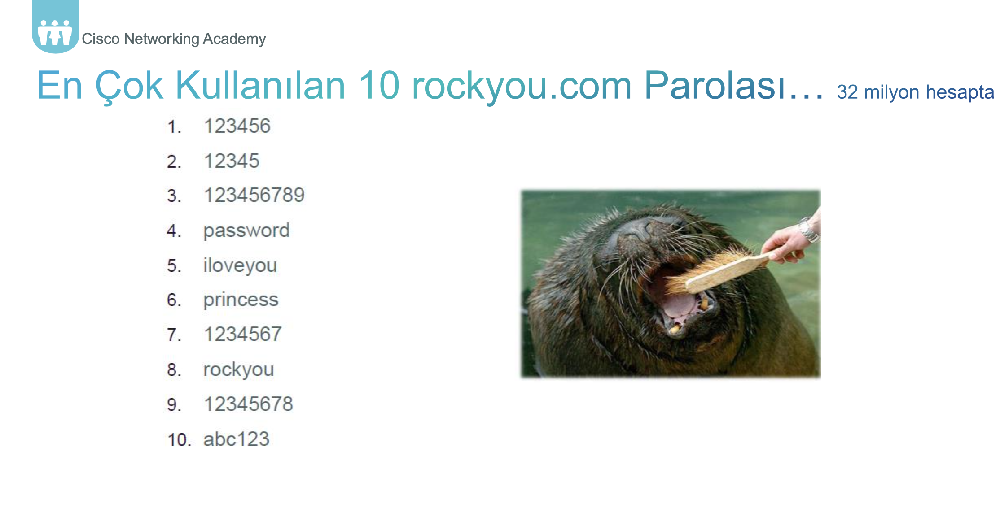 Cisco Networking Academy
En Çok Kullanılan 10 rockyou.com Parolası… 32 milyon hesapta
1. 123456
2. 12345
3. 123456789
4. password
5. iloveyou
6. princess
7. 1234567
8. rockyou
9. 12345678
10. abc123